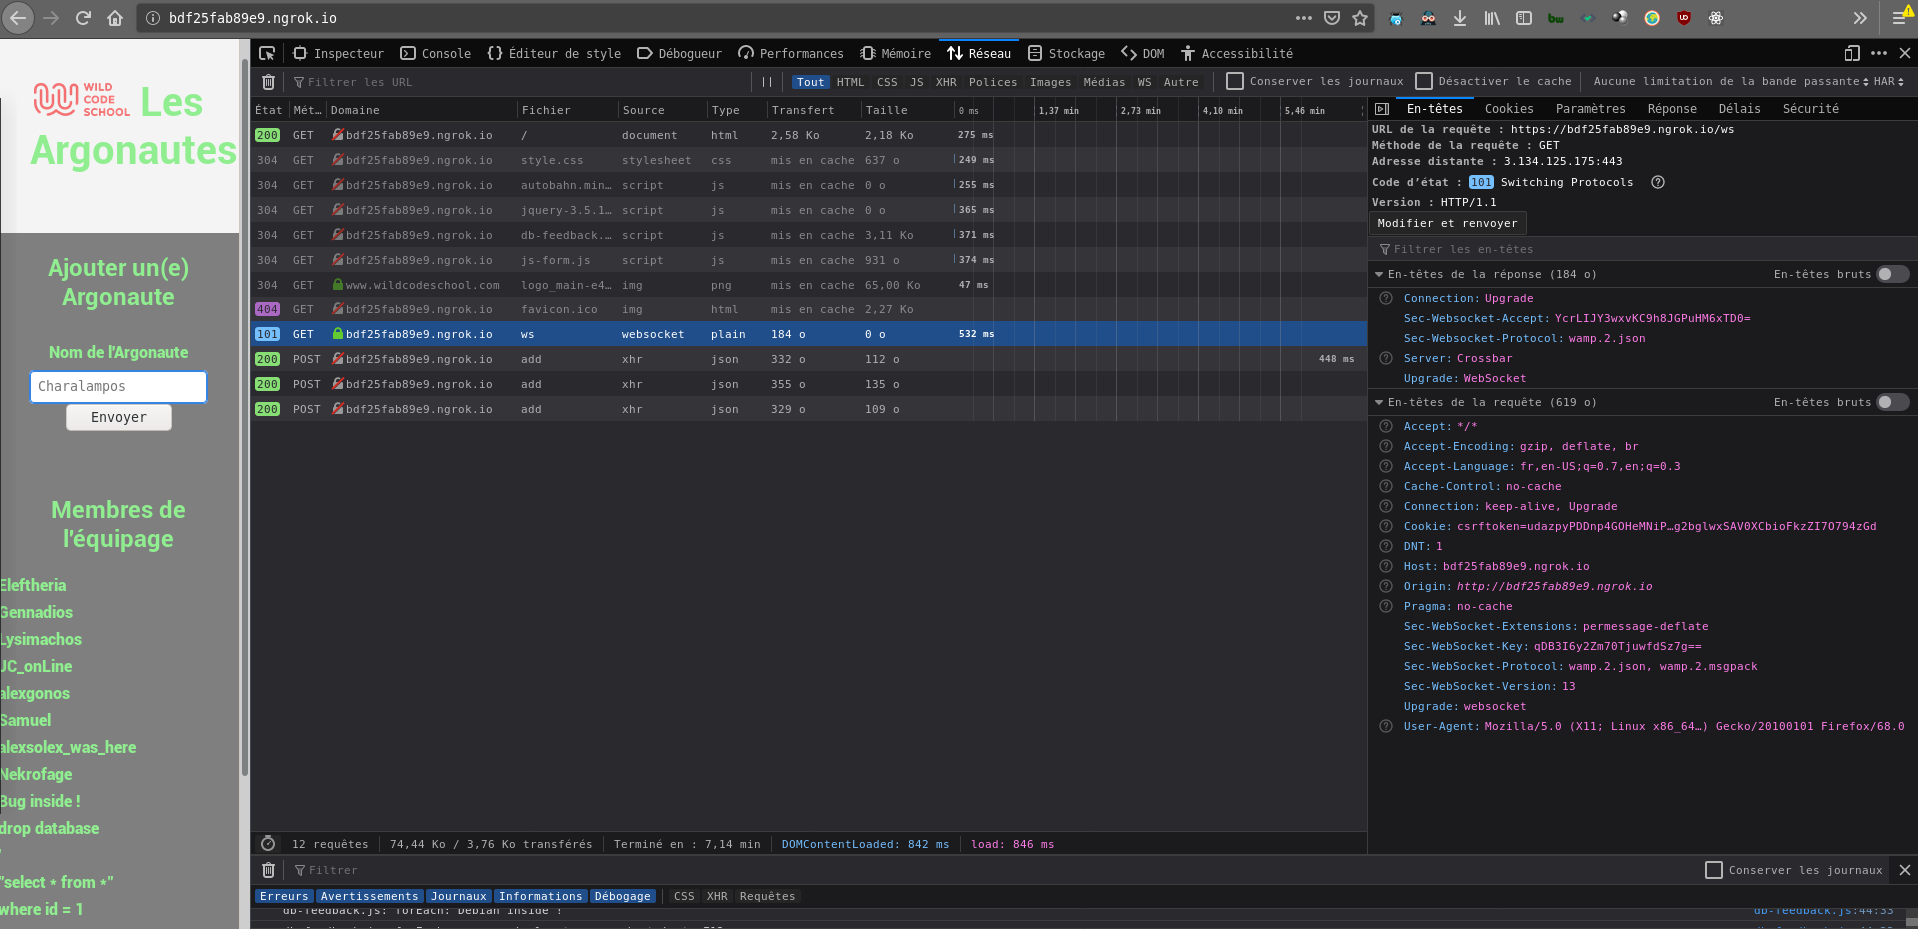 bdf25fab89e9.ngrok.io
WILD CODE SCHOOL Les
Argonautes
Ajouter un(e)
Argonaute
Nom de l'Argonaute
Charalampos
Envoyer
Membres de
l'équipage
Eleftheria
Gennadios
Lysimachos
JC_onLine
alexgonos
Samuel
alexsolex_was_here
Nekrofage
Bug inside !
drop database
'
"select * from *"
where id = 1
Inspecteur Console Éditeur de style Débogueur Performances Mémoire Réseau Stockage DOM Accessibilité
Filtrer les URL Tout HTML CSS JS XHR Polices Images Médias WS Autre Conserver les journaux Désactiver le cache Aucune limitation de la bande passante HAR
État Mét… Domaine Fichier Source Type Transfert Taille 0 ms 1,37 min 2,73 min 4,10 min 5,46 min
200 GET bdf25fab89e9.ngrok.io / document html 2,58 Ko 2,18 Ko 275 ms
304 GET bdf25fab89e9.ngrok.io style.css stylesheet css mis en cache 637 o 249 ms
304 GET bdf25fab89e9.ngrok.io autobahn.min… script js mis en cache 0 o 255 ms
304 GET bdf25fab89e9.ngrok.io jquery-3.5.1… script js mis en cache 0 o 365 ms
304 GET bdf25fab89e9.ngrok.io db-feedback.… script js mis en cache 3,11 Ko 371 ms
304 GET bdf25fab89e9.ngrok.io js-form.js script js mis en cache 931 o 374 ms
304 GET www.wildcodeschool.com logo_main-e4… img png mis en cache 65,00 Ko 47 ms
404 GET bdf25fab89e9.ngrok.io favicon.ico img html mis en cache 2,27 Ko
101 GET bdf25fab89e9.ngrok.io ws websocket plain 184 o 0 o 532 ms
200 POST bdf25fab89e9.ngrok.io add xhr json 332 o 112 o 448 ms
200 POST bdf25fab89e9.ngrok.io add xhr json 355 o 135 o
200 POST bdf25fab89e9.ngrok.io add xhr json 329 o 109 o
12 requêtes 74,44 Ko / 3,76 Ko transférés Terminé en : 7,14 min DOMContentLoaded: 842 ms load: 846 ms
En-têtes Cookies Paramètres Réponse Délais Sécurité
URL de la requête : https://bdf25fab89e9.ngrok.io/ws
Méthode de la requête : GET
Adresse distante : 3.134.125.175:443
Code d'état : 101 Switching Protocols
Version : HTTP/1.1
Modifier et renvoyer
Filtrer les en-têtes
En-têtes de la réponse (184 o) En-têtes bruts
Connection: Upgrade
Sec-Websocket-Accept: YcrLIJY3wxvKC9h8JGPuHM6xTD0=
Sec-Websocket-Protocol: wamp.2.json
Server: Crossbar
Upgrade: WebSocket
En-têtes de la requête (619 o) En-têtes bruts
Accept: */*
Accept-Encoding: gzip, deflate, br
Accept-Language: fr,en-US;q=0.7,en;q=0.3
Cache-Control: no-cache
Connection: keep-alive, Upgrade
Cookie: csrftoken=udazpyPDDnp4GOHeMNiP…g2bglwxSAV0XCbioFkzZI7O794zGd
DNT: 1
Host: bdf25fab89e9.ngrok.io
Origin: http://bdf25fab89e9.ngrok.io
Pragma: no-cache
Sec-WebSocket-Extensions: permessage-deflate
Sec-WebSocket-Key: qDB3I6y2Zm70TjuwfdSz7g==
Sec-WebSocket-Protocol: wamp.2.json, wamp.2.msgpack
Sec-WebSocket-Version: 13
Upgrade: websocket
User-Agent: Mozilla/5.0 (X11; Linux x86_64…) Gecko/20100101 Firefox/68.0
Filtrer Conserver les journaux
Erreurs Avertissements Journaux Informations Débogage CSS XHR Requêtes
db-feedback.js: forEach: Debian inside ! db-feedback.js:44:33